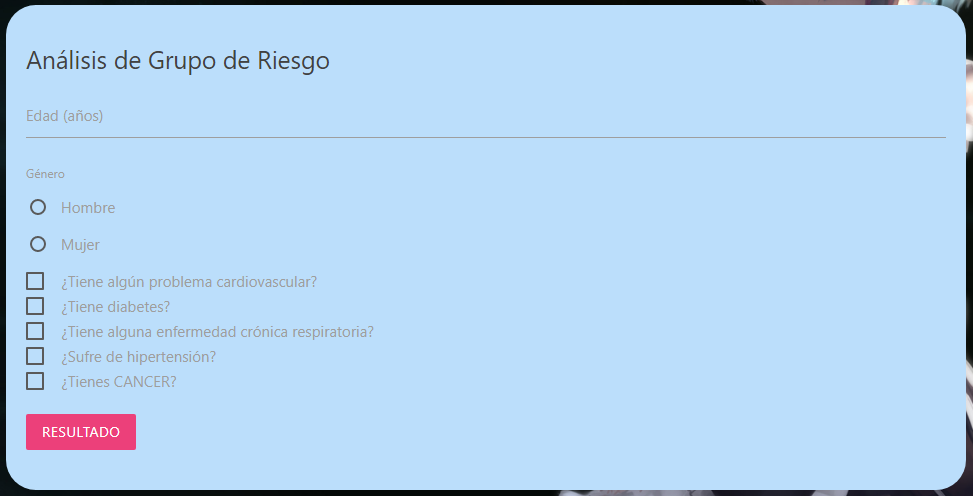 Análisis de Grupo de Riesgo
Edad (años)
Género
Hombre
Mujer
¿Tiene algún problema cardiovascular?
¿Tiene diabetes?
¿Tiene alguna enfermedad crónica respiratoria?
¿Sufre de hipertensión?
¿Tienes CANCER?
RESULTADO